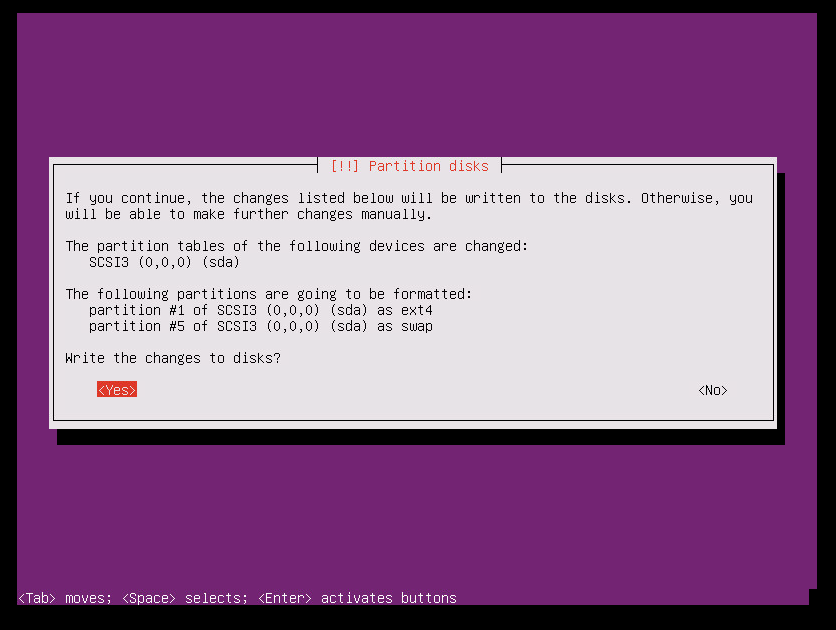 [!!] Partition disks
If you continue, the changes listed below will be written to the disks. Otherwise, you
will be able to make further changes manually.
The partition tables of the following devices are changed:
SCSI3 (0,0,0) (sda)
The following partitions are going to be formatted:
partition #1 of SCSI3 (0,0,0) (sda) as ext4
partition #5 of SCSI3 (0,0,0) (sda) as swap
Write the changes to disks?
<Yes> <No>
<Tab> moves; <Space> selects; <Enter> activates buttons